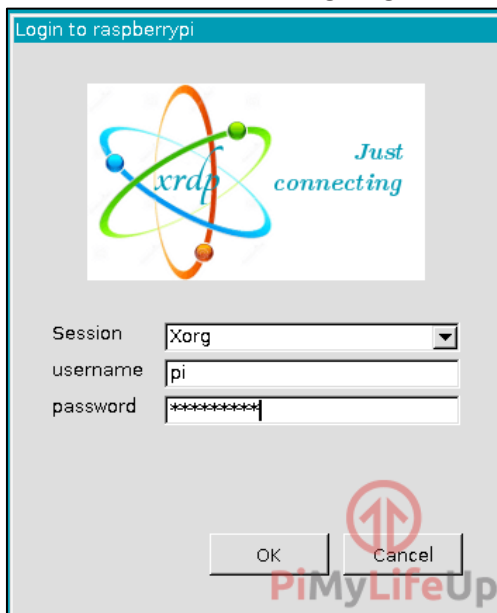 Login to raspberrypi
xrdp
Just
connecting
Session Xorg
username pi
password *********
OK Cancel
PiMyLifeUp